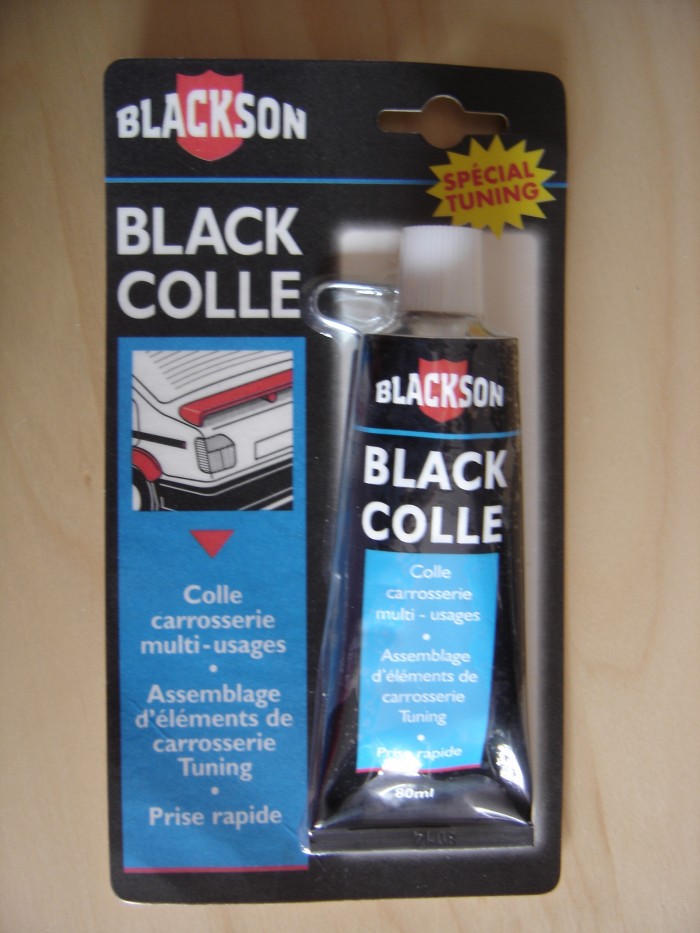 BLACKSON
SPÉCIAL
TUNING
BLACK
COLLE
Colle
carrosserie
multi-usages
•
Assemblage
d'éléments de
carrosserie
Tuning
•
Prise rapide
BLACKSON
BLACK
COLLE
Colle
carrosserie
multi-usages
•
Assemblage
d'éléments de
carrosserie
Tuning
•
Prise rapide
80ml